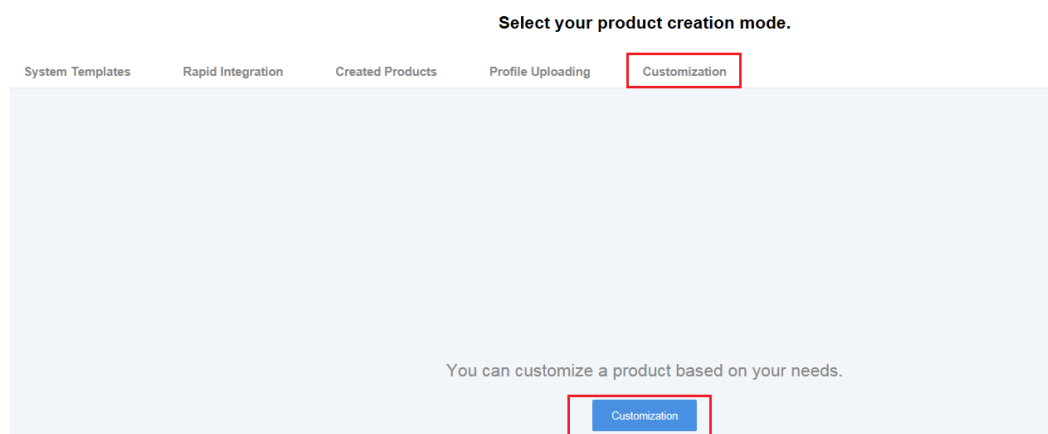 Select your product creation mode.
System Templates Rapid Integration Created Products Profile Uploading Customization
You can customize a product based on your needs.
Customization